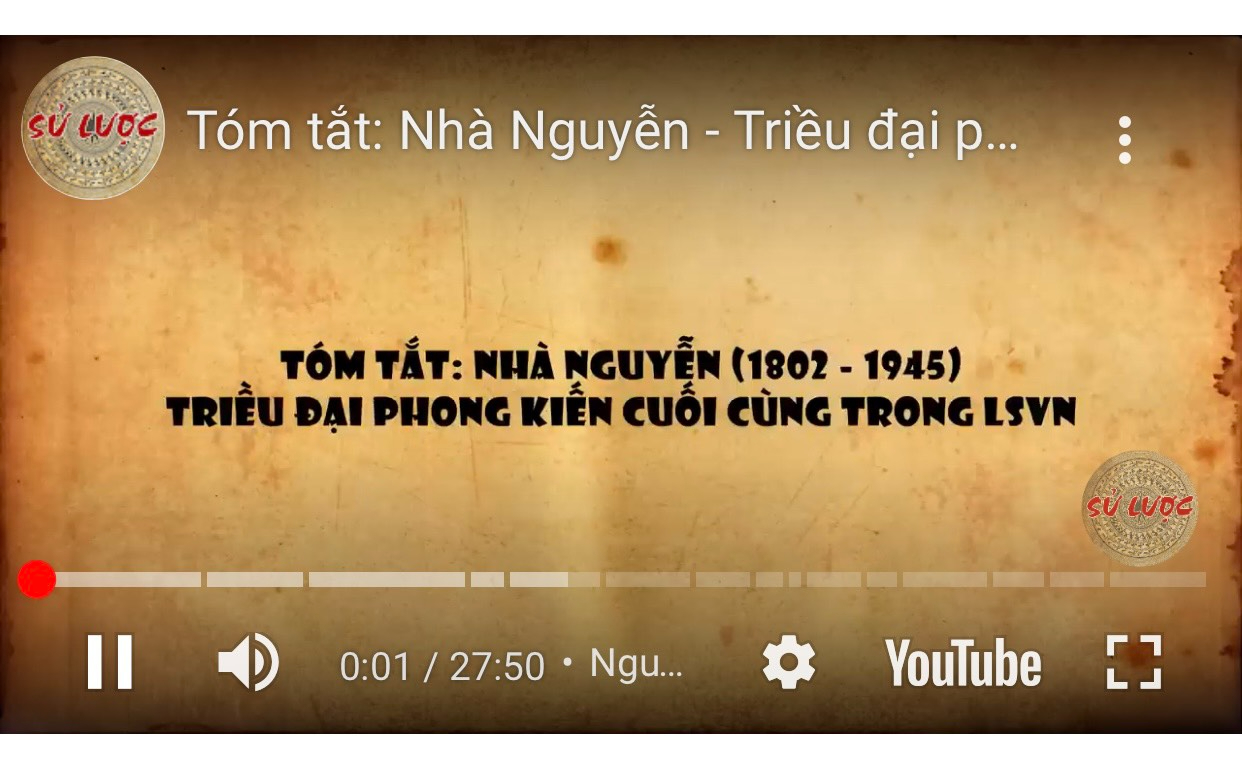 SỬ LƯỢC
Tóm tắt: Nhà Nguyễn - Triều đại p...
TÓM TẮT: NHÀ NGUYỄN (1802 - 1945)
TRIỀU ĐẠI PHONG KIẾN CUỐI CÙNG TRONG LSVN
SỬ LƯỢC
0:01 / 27:50 • Ngu...
YouTube